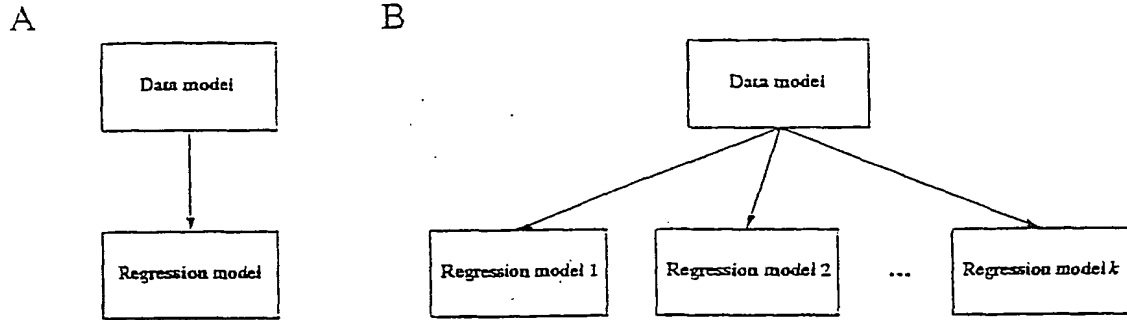 A
Data model
Regression model
B
Data model
Regression model 1
Regression model 2
...
Regression model k